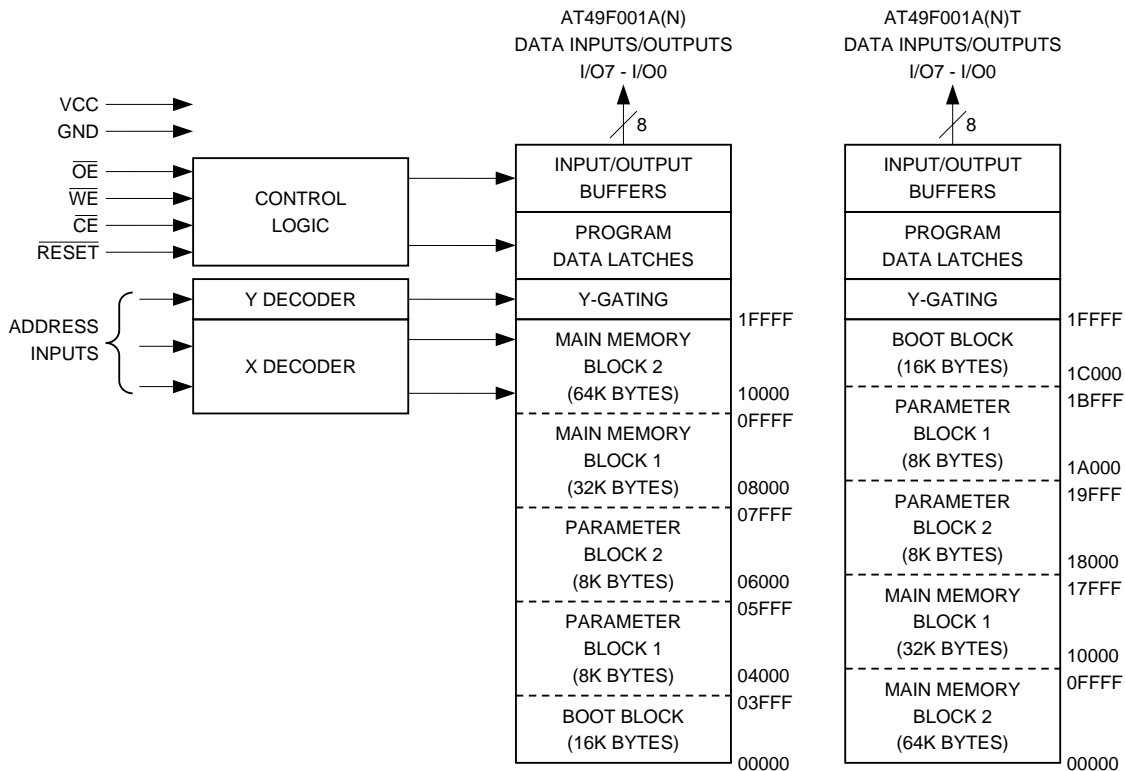 AT49F001A(N)
DATA INPUTS/OUTPUTS
I/O7 - I/O0
8
AT49F001A(N)T
DATA INPUTS/OUTPUTS
I/O7 - I/O0
8
VCC
GND
OE
WE
CE
RESET
CONTROL
LOGIC
ADDRESS
INPUTS
Y DECODER
X DECODER
INPUT/OUTPUT
BUFFERS
PROGRAM
DATA LATCHES
Y-GATING
1FFFF
MAIN MEMORY
BLOCK 2
(64K BYTES)
10000
0FFFF
MAIN MEMORY
BLOCK 1
(32K BYTES)
08000
07FFF
PARAMETER
BLOCK 2
(8K BYTES)
06000
05FFF
PARAMETER
BLOCK 1
(8K BYTES)
04000
03FFF
BOOT BLOCK
(16K BYTES)
00000
INPUT/OUTPUT
BUFFERS
PROGRAM
DATA LATCHES
Y-GATING
1FFFF
BOOT BLOCK
(16K BYTES)
1C000
1BFFF
PARAMETER
BLOCK 1
(8K BYTES)
1A000
19FFF
PARAMETER
BLOCK 2
(8K BYTES)
18000
17FFF
MAIN MEMORY
BLOCK 1
(32K BYTES)
10000
0FFFF
MAIN MEMORY
BLOCK 2
(64K BYTES)
00000